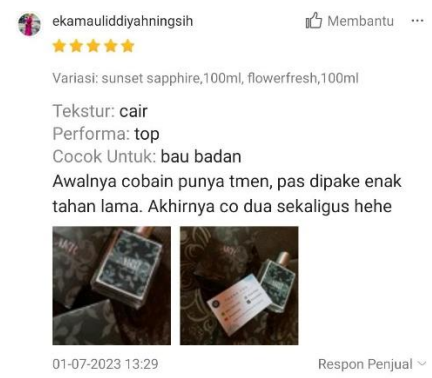 ekamauliddiyahningsih
Membantu
Variasi: sunset sapphire,100ml, flowerfresh,100ml
Tekstur: cair
Performa: top
Cocok Untuk: bau badan
Awalnya cobain punya tmen, pas dipake enak
tahan lama. Akhirnya co dua sekaligus hehe
01-07-2023 13:29
Respon Penjual